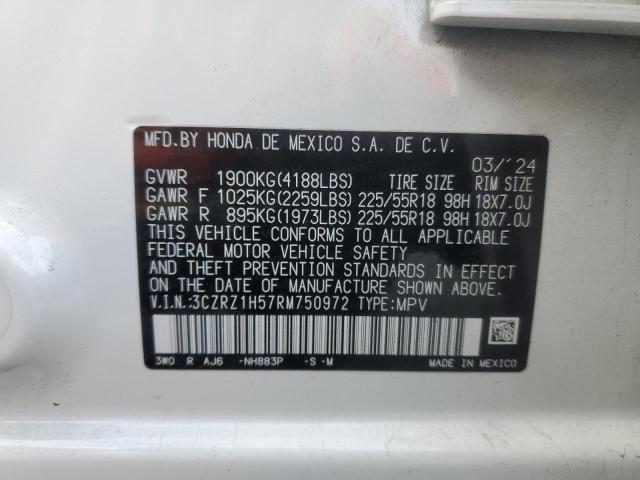 MFD.BY HONDA DE MEXICO S.A. DE C.V.
03/´24
GVWR 1900KG(4188LBS) TIRE SIZE RIM SIZE
GAWR F 1025KG(2259LBS) 225/55R18 98H 18X7.0J
GAWR R 895KG(1973LBS) 225/55R18 98H 18X7.0J
THIS VEHICLE CONFORMS TO ALL APPLICABLE
FEDERAL MOTOR VEHICLE SAFETY
AND THEFT PREVENTION STANDARDS IN EFFECT
ON THE DATE OF MANUFACTURE SHOWN ABOVE.
V.I.N.:3CZRZ1H57RM750972 TYPE:MPV
3W0 R AJ6 -NH883P -S -M
MADE IN MEXICO